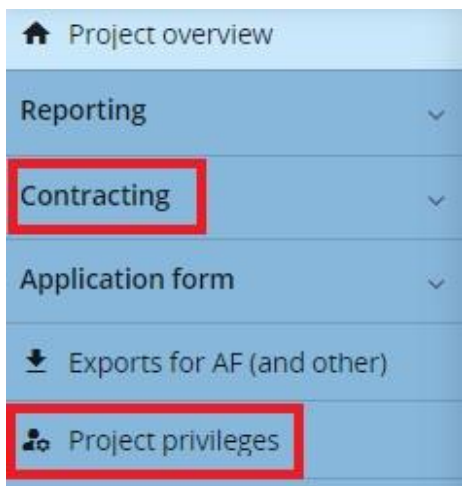 Project overview
Reporting
Contracting
Application form
Exports for AF (and other)
Project privileges